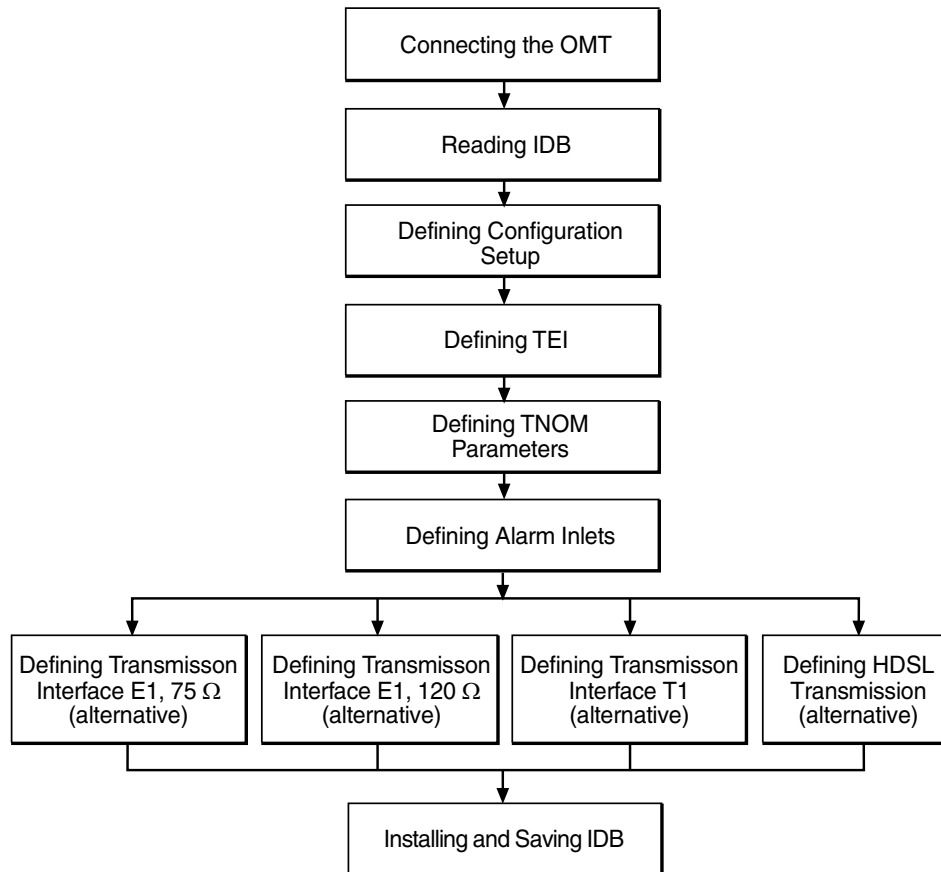 Connecting the OMT
Reading IDB
Defining Configuration
Setup
Defining TEI
Defining TNOM
Parameters
Defining Alarm Inlets
Defining Transmisson
Interface E1, 75 Ω
(alternative)
Defining Transmisson
Interface E1, 120 Ω
(alternative)
Defining Transmisson
Interface T1
(alternative)
Defining HDSL
Transmission
(alternative)
Installing and Saving IDB